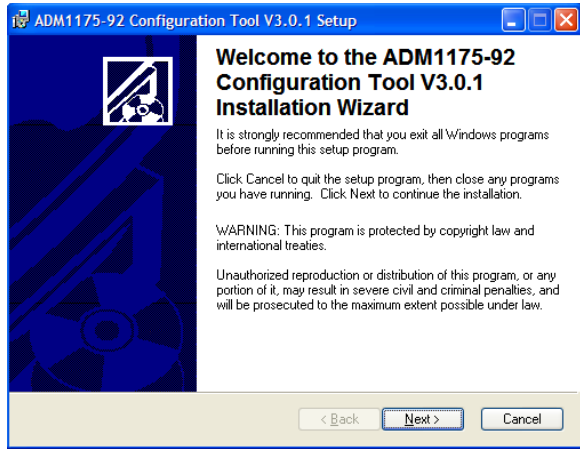 ADM1175-92 Configuration Tool V3.0.1 Setup
Welcome to the ADM1175-92
Configuration Tool V3.0.1
Installation Wizard
It is strongly recommended that you exit all Windows programs
before running this setup program.
Click Cancel to quit the setup program, then close any programs
you have running. Click Next to continue the installation.
WARNING: This program is protected by copyright law and
international treaties.
Unauthorized reproduction or distribution of this program, or any
portion of it, may result in severe civil and criminal penalties, and
will be prosecuted to the maximum extent possible under law.
< Back Next > Cancel